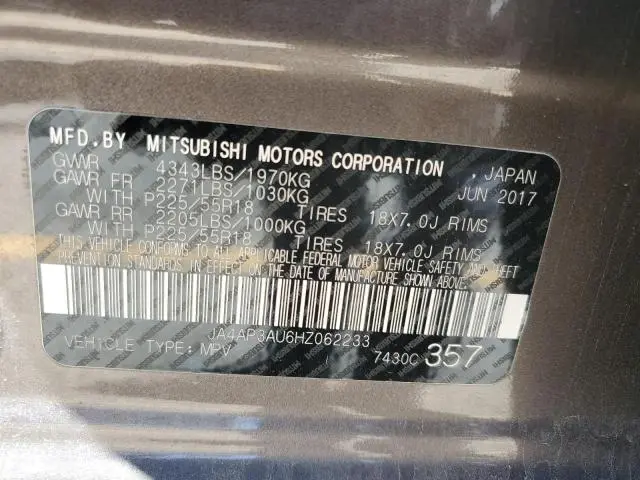 MFD.BY MITSUBISHI MOTORS CORPORATION , JAPAN
GVWR 4343LBS/1970KG JUN 2017
GAWR FR 2271LBS/1030KG
WITH P225/55R18 TIRES 18X7.0J RIMS
GAWR RR 2205LBS/1000KG
WITH P225/55R18 TIRES 18X7.0J RIMS
THIS VEHICLE CONFORMS TO ALL APPLICABLE FEDERAL MOTOR VEHICLE SAFETY AND THEFT
PREVENTION STANDARDS IN EFFECT ON THE DATE OF MANUFACTURE SHOWN ABOVE.
JA4AP3AU6HZ062233
VEHICLE TYPE: MPV 7430C 357